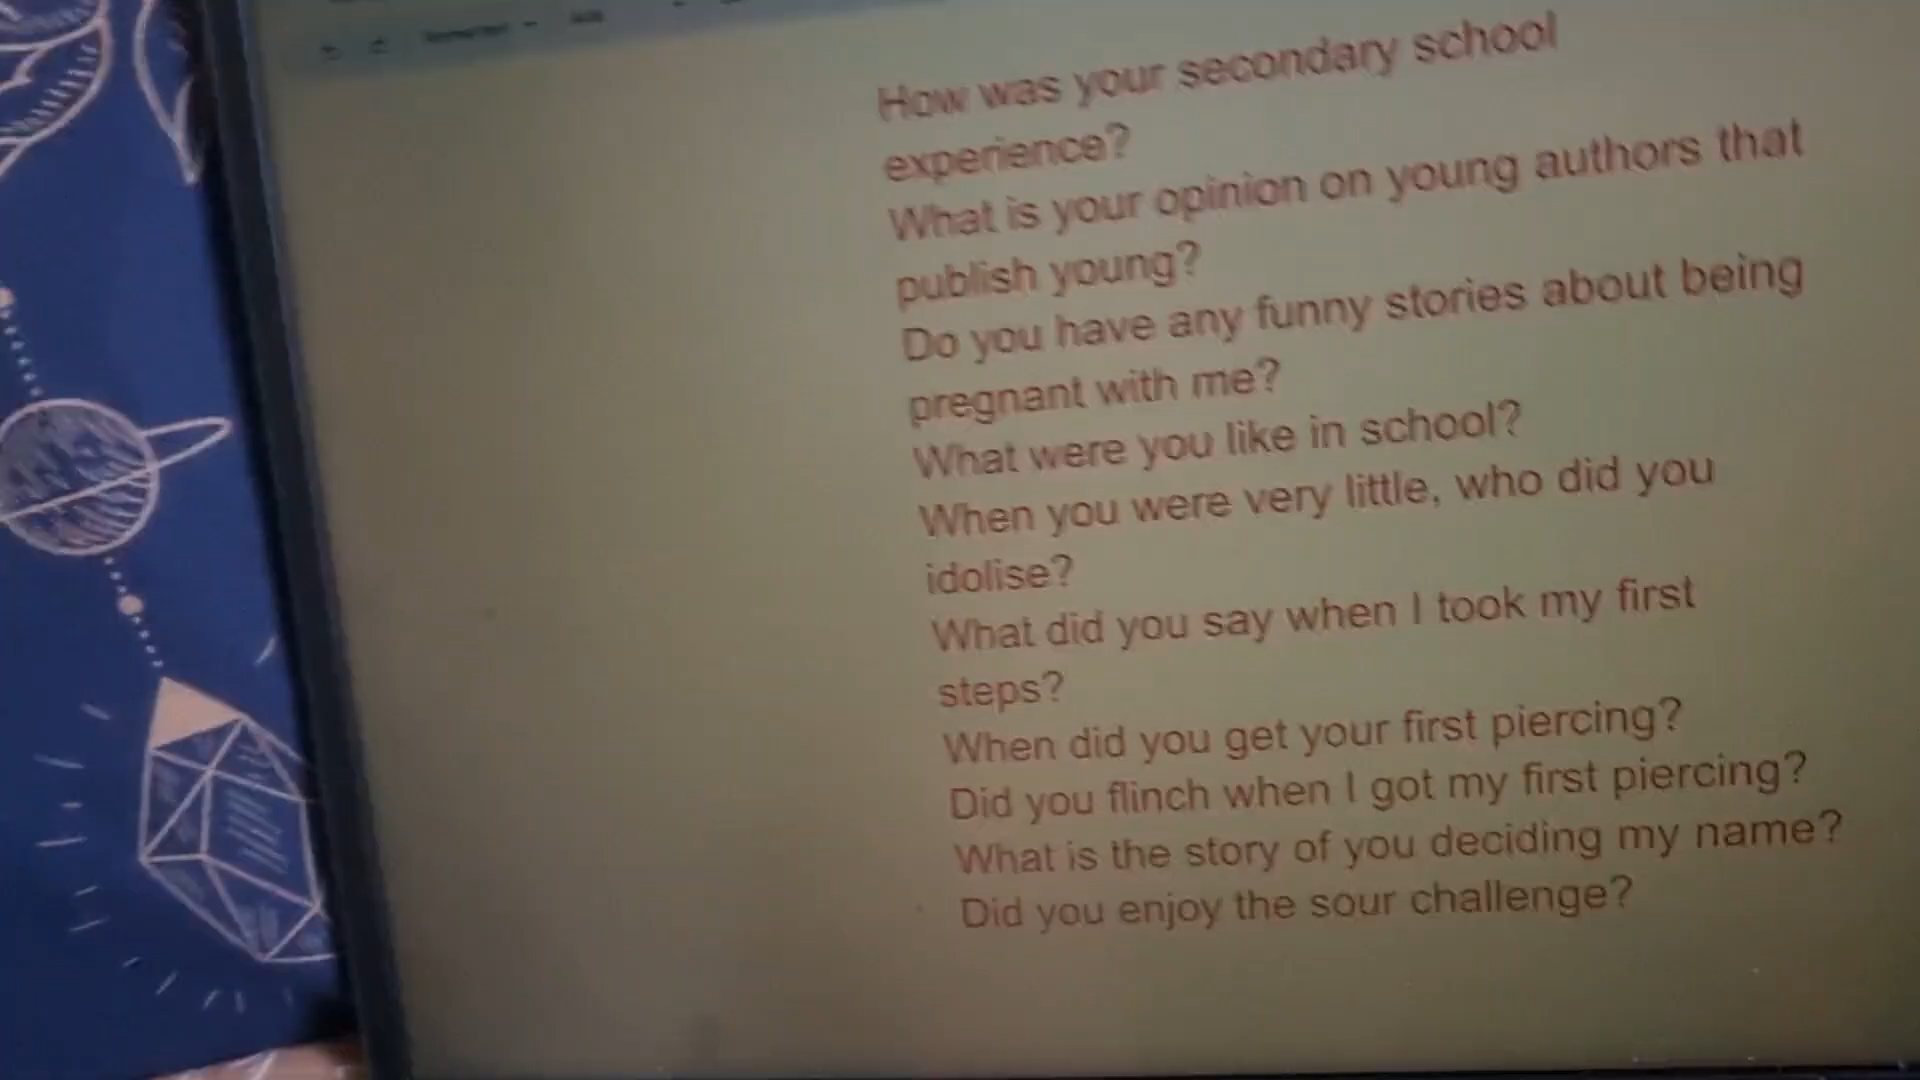 How was your secondary school
experience?
What is your opinion on young authors that
publish young?
Do you have any funny stories about being
pregnant with me?
What were you like in school?
When you were very little, who did you
idolise?
What did you say when I took my first
steps?
When did you get your first piercing?
Did you flinch when I got my first piercing?
What is the story of you deciding my name?
Did you enjoy the sour challenge?